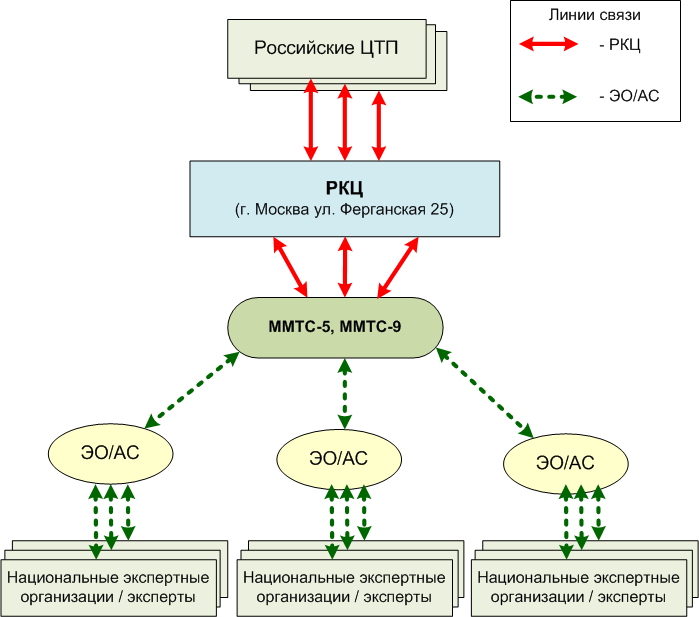 Линии связи
- РКЦ
- ЭО/АС
Российские ЦТП
РКЦ
(г. Москва ул. Ферганская 25)
ММТС-5, ММТС-9
ЭО/АС
ЭО/АС
ЭО/АС
Национальные экспертные
организации / эксперты
Национальные экспертные
организации / эксперты
Национальные экспертные
организации / эксперты